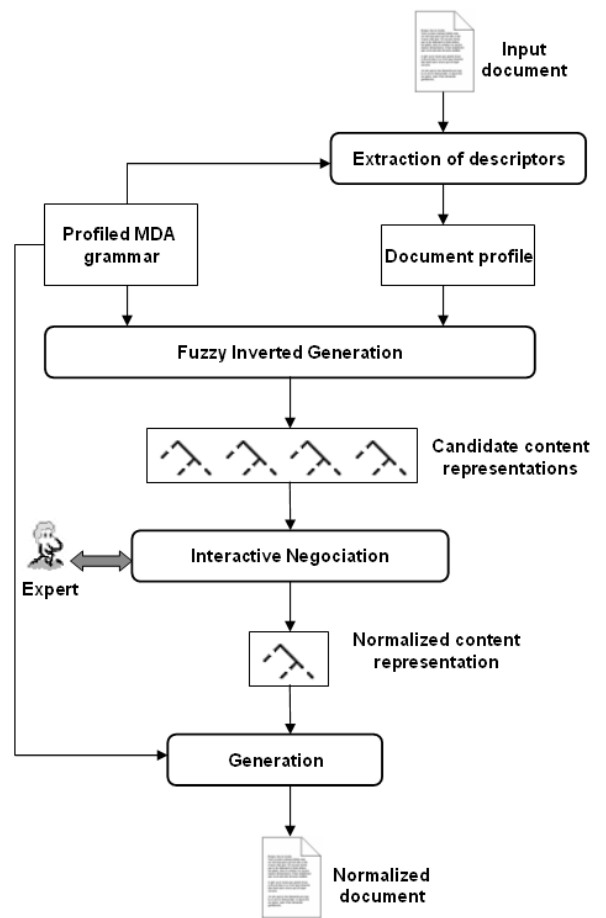 Input
document
Extraction of descriptors
Profiled MDA
grammar
Document profile
Fuzzy Inverted Generation
Candidate content
representations
Interactive Negociation
Expert
Normalized content
representation
Generation
Normalized
document